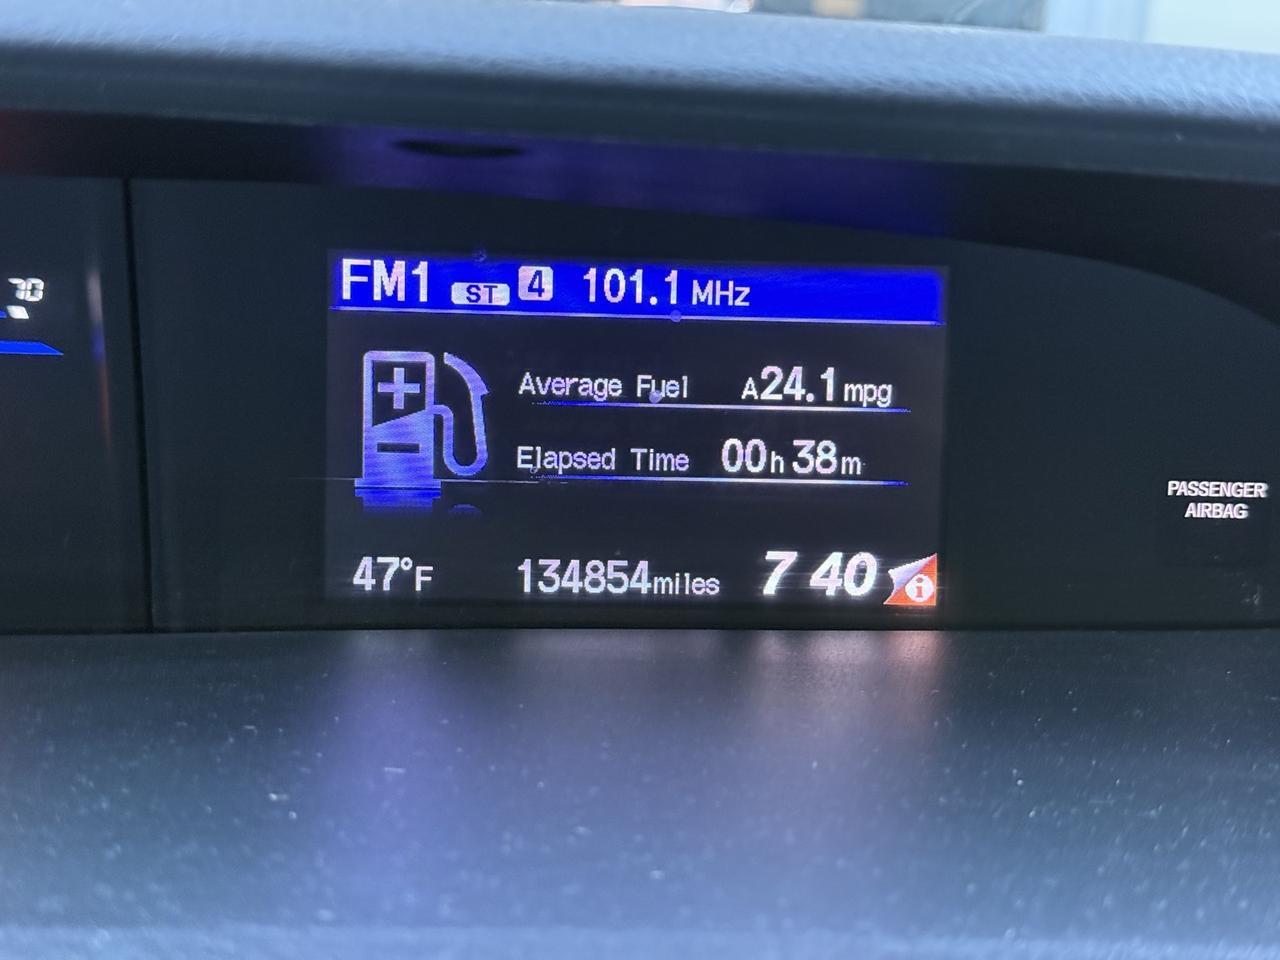 FM1 ST 4 101.1 MHz
70
Average Fuel A24.1 mpg
Elapsed Time 00h 38m
PASSENGER
AIRBAG
47°F 134854miles 7 40 i